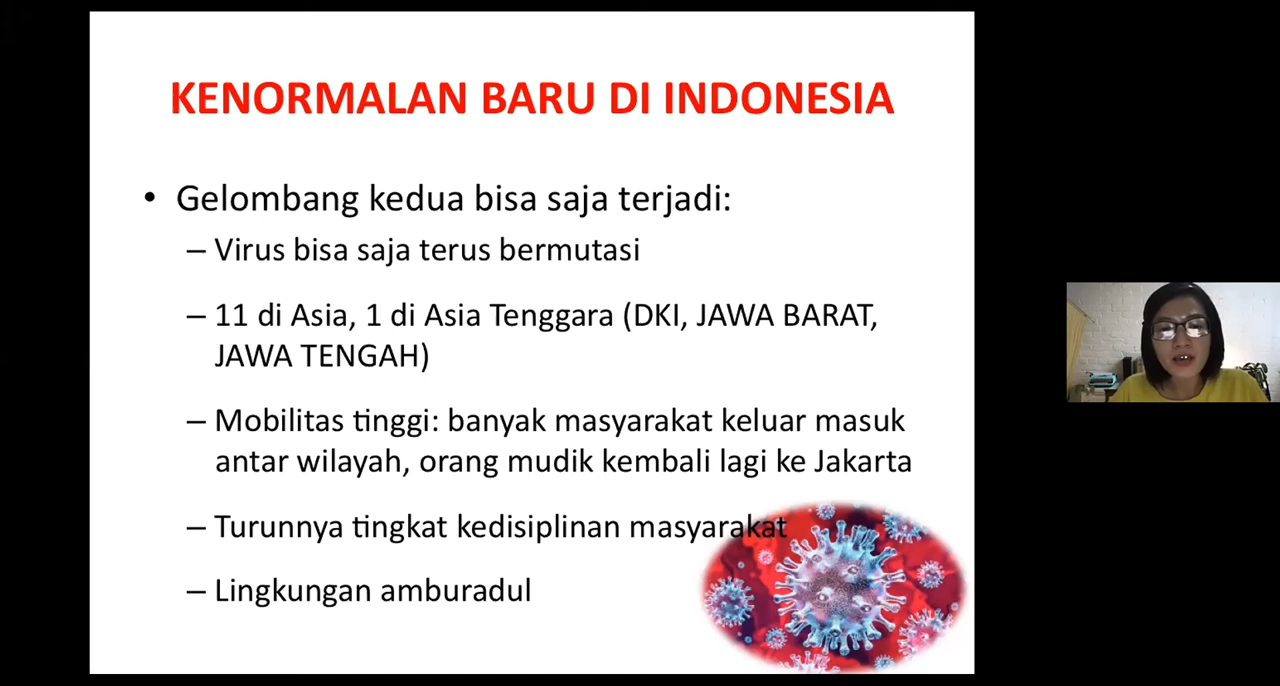 KENORMALAN BARU DI INDONESIA
• Gelombang kedua bisa saja terjadi:
– Virus bisa saja terus bermutasi
– 11 di Asia, 1 di Asia Tenggara (DKI, JAWA BARAT,
JAWA TENGAH)
– Mobilitas tinggi: banyak masyarakat keluar masuk
antar wilayah, orang mudik kembali lagi ke Jakarta
– Turunnya tingkat kedisiplinan masyarakat
– Lingkungan amburadul